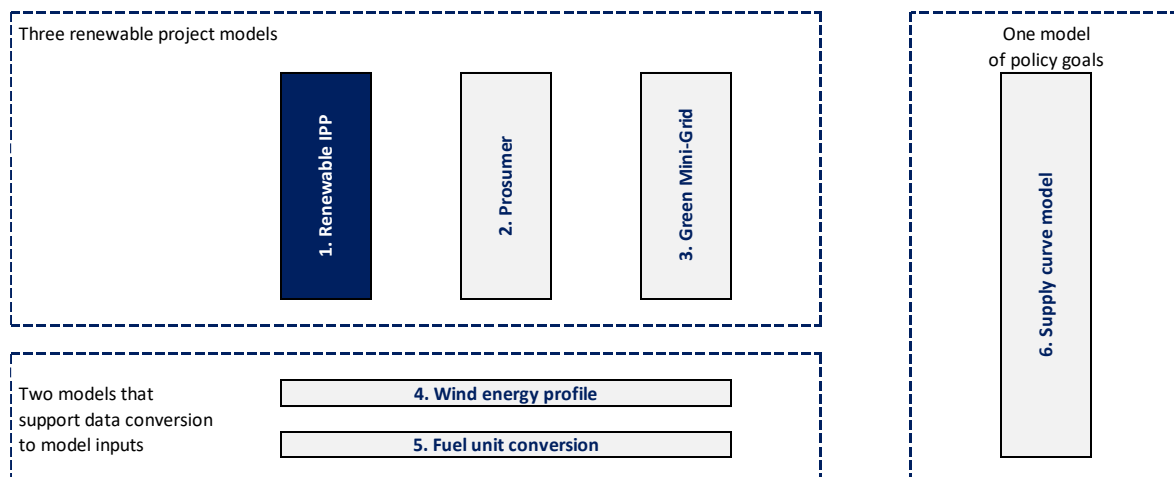 Three renewable project models
1. Renewable IPP
2. Prosumer
3. Green Mini-Grid
Two models that
support data conversion
to model inputs
4. Wind energy profile
5. Fuel unit conversion
One model
of policy goals
6. Supply curve model